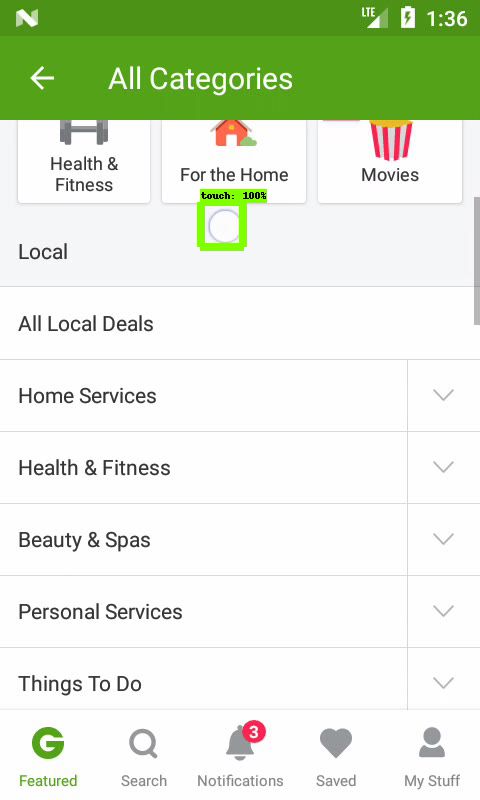 LTE 1:36
All Categories
Health &
Fitness
For the Home
Movies
touch: 100%
Local
All Local Deals
Home Services
Health & Fitness
Beauty & Spas
Personal Services
Things To Do
3
Featured
Search
Notifications
Saved
My Stuff